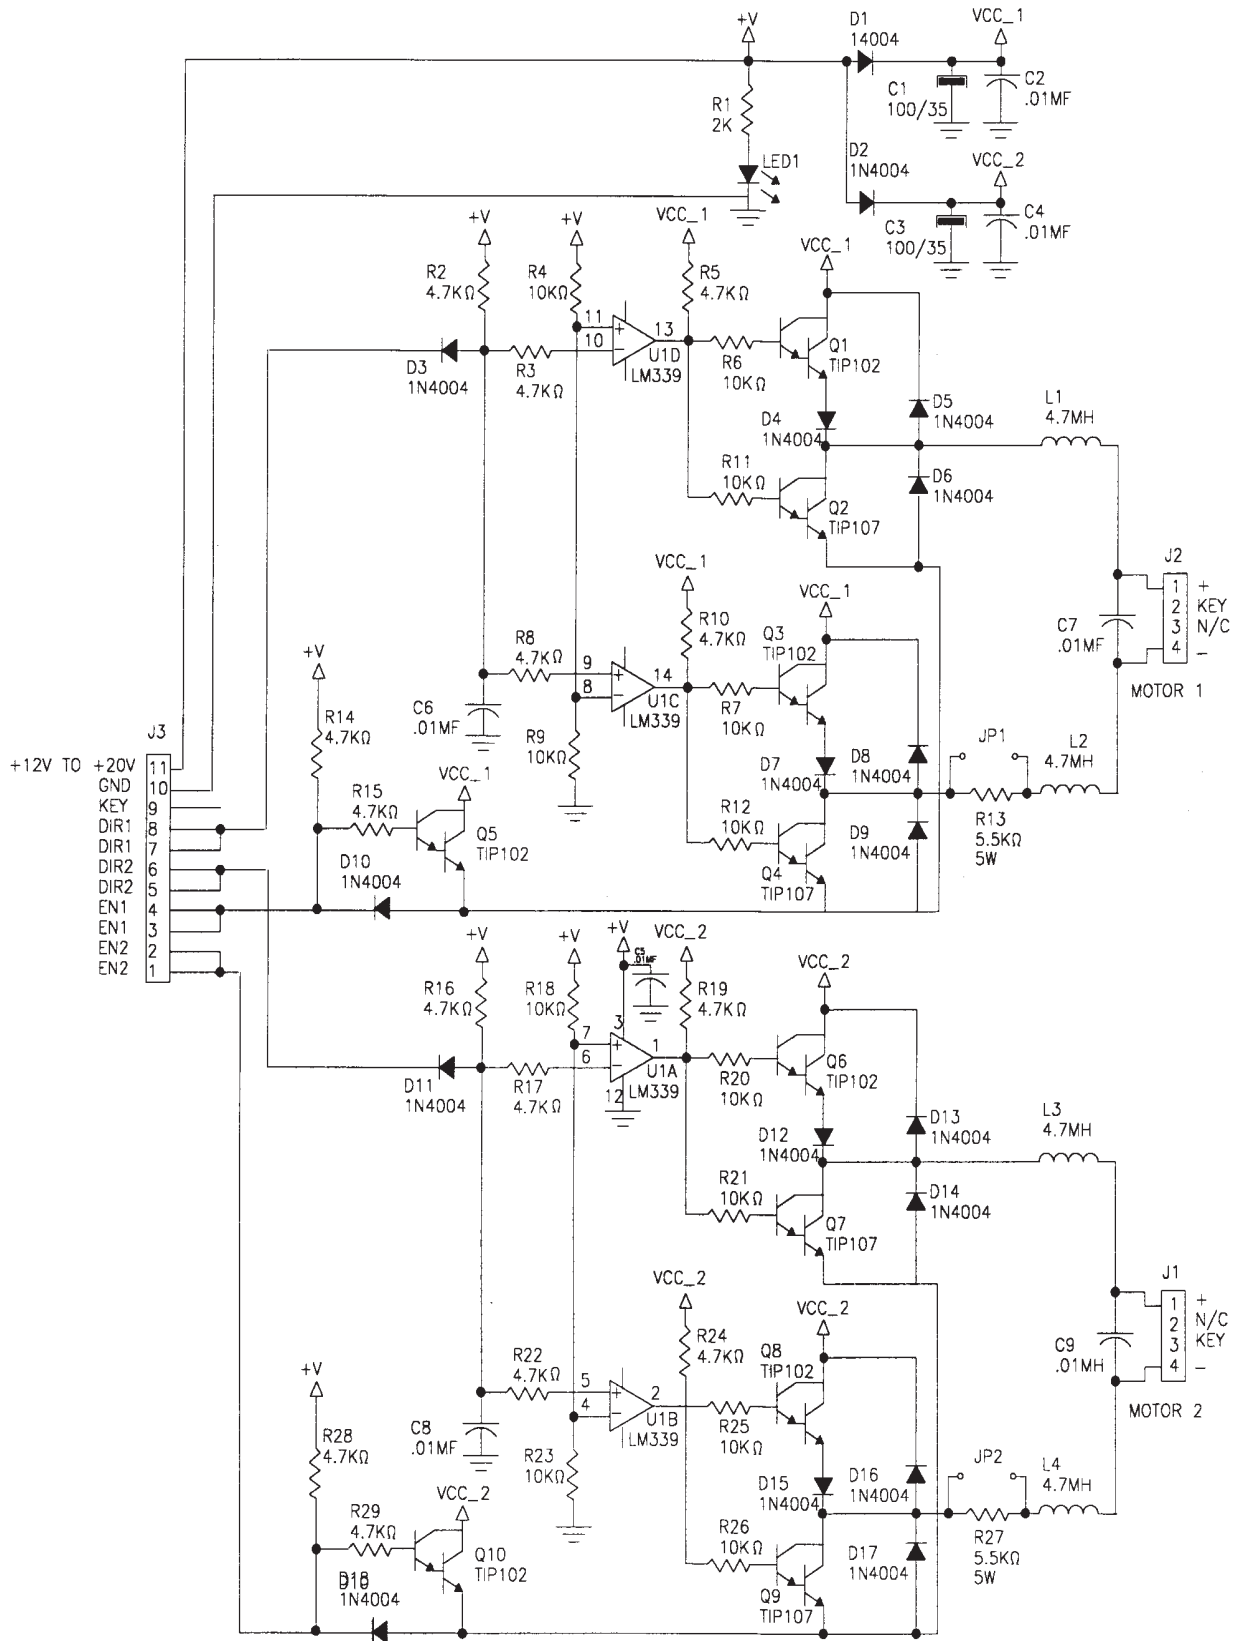 +V
D1
14004
VCC_1
C1
100/35
C2
.01MF
R1
2K
LED1
D2
1N4004
VCC_2
C3
100/35
C4
.01MF
+V
+V
VCC_1
VCC_1
R2
4.7KΩ
R4
10KΩ
R5
4.7KΩ
11
+
10
−
13
U1D
LM339
D3
1N4004
R3
4.7KΩ
R6
10KΩ
Q1
TIP102
D4
1N4004
D5
1N4004
L1
4.7MH
R11
10KΩ
Q2
TIP107
D6
1N4004
VCC_1
VCC_1
R10
4.7KΩ
Q3
TIP102
R8
4.7KΩ
9
+
8
−
14
U1C
LM339
R7
10KΩ
C6
.01MF
R9
10KΩ
J2
1 +
2 KEY
3 N/C
4 −
C7
.01MF
MOTOR 1
+V
R14
4.7KΩ
D7
1N4004
D8
1N4004
JP1
L2
4.7MH
R13
5.5KΩ
5W
R12
10KΩ
Q4
TIP107
D9
1N4004
VCC_1
R15
4.7KΩ
Q5
TIP102
D10
1N4004
J3
+12V TO +20V 11
GND 10
KEY 9
DIR1 8
DIR1 7
DIR2 6
DIR2 5
EN1 4
EN1 3
EN2 2
EN2 1
+V
+V
+V
C5
.01MF
VCC_2
VCC_2
R16
4.7KΩ
R18
10KΩ
R19
4.7KΩ
3
7
+
6
−
1
12
U1A
LM339
D11
1N4004
R17
4.7KΩ
R20
10KΩ
Q6
TIP102
D12
1N4004
D13
1N4004
L3
4.7MH
R21
10KΩ
Q7
TIP107
D14
1N4004
VCC_2
VCC_2
R24
4.7KΩ
Q8
TIP102
R22
4.7KΩ
5
+
4
−
2
U1B
LM339
R25
10KΩ
C8
.01MF
R23
10KΩ
J1
1 +
2 N/C
3 KEY
4 −
C9
.01MH
MOTOR 2
+V
R28
4.7KΩ
D15
1N4004
D16
1N4004
JP2
L4
4.7MH
R27
5.5KΩ
5W
R26
10KΩ
Q9
TIP107
D17
1N4004
VCC_2
R29
4.7KΩ
Q10
TIP102
1N4004